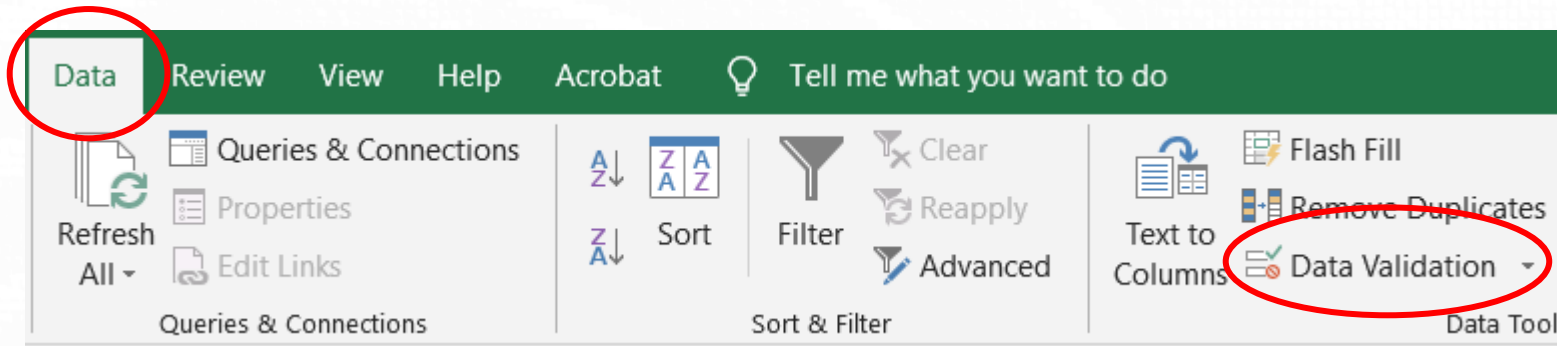 Data Review View Help Acrobat Tell me what you want to do
Refresh All
Queries & Connections
Properties
Edit Links
Queries & Connections
A Z
Z A
Z A
A Z
Sort
Filter
Clear
Reapply
Advanced
Sort & Filter
Text to
Columns
Flash Fill
Remove Duplicates
Data Validation
Data Tool